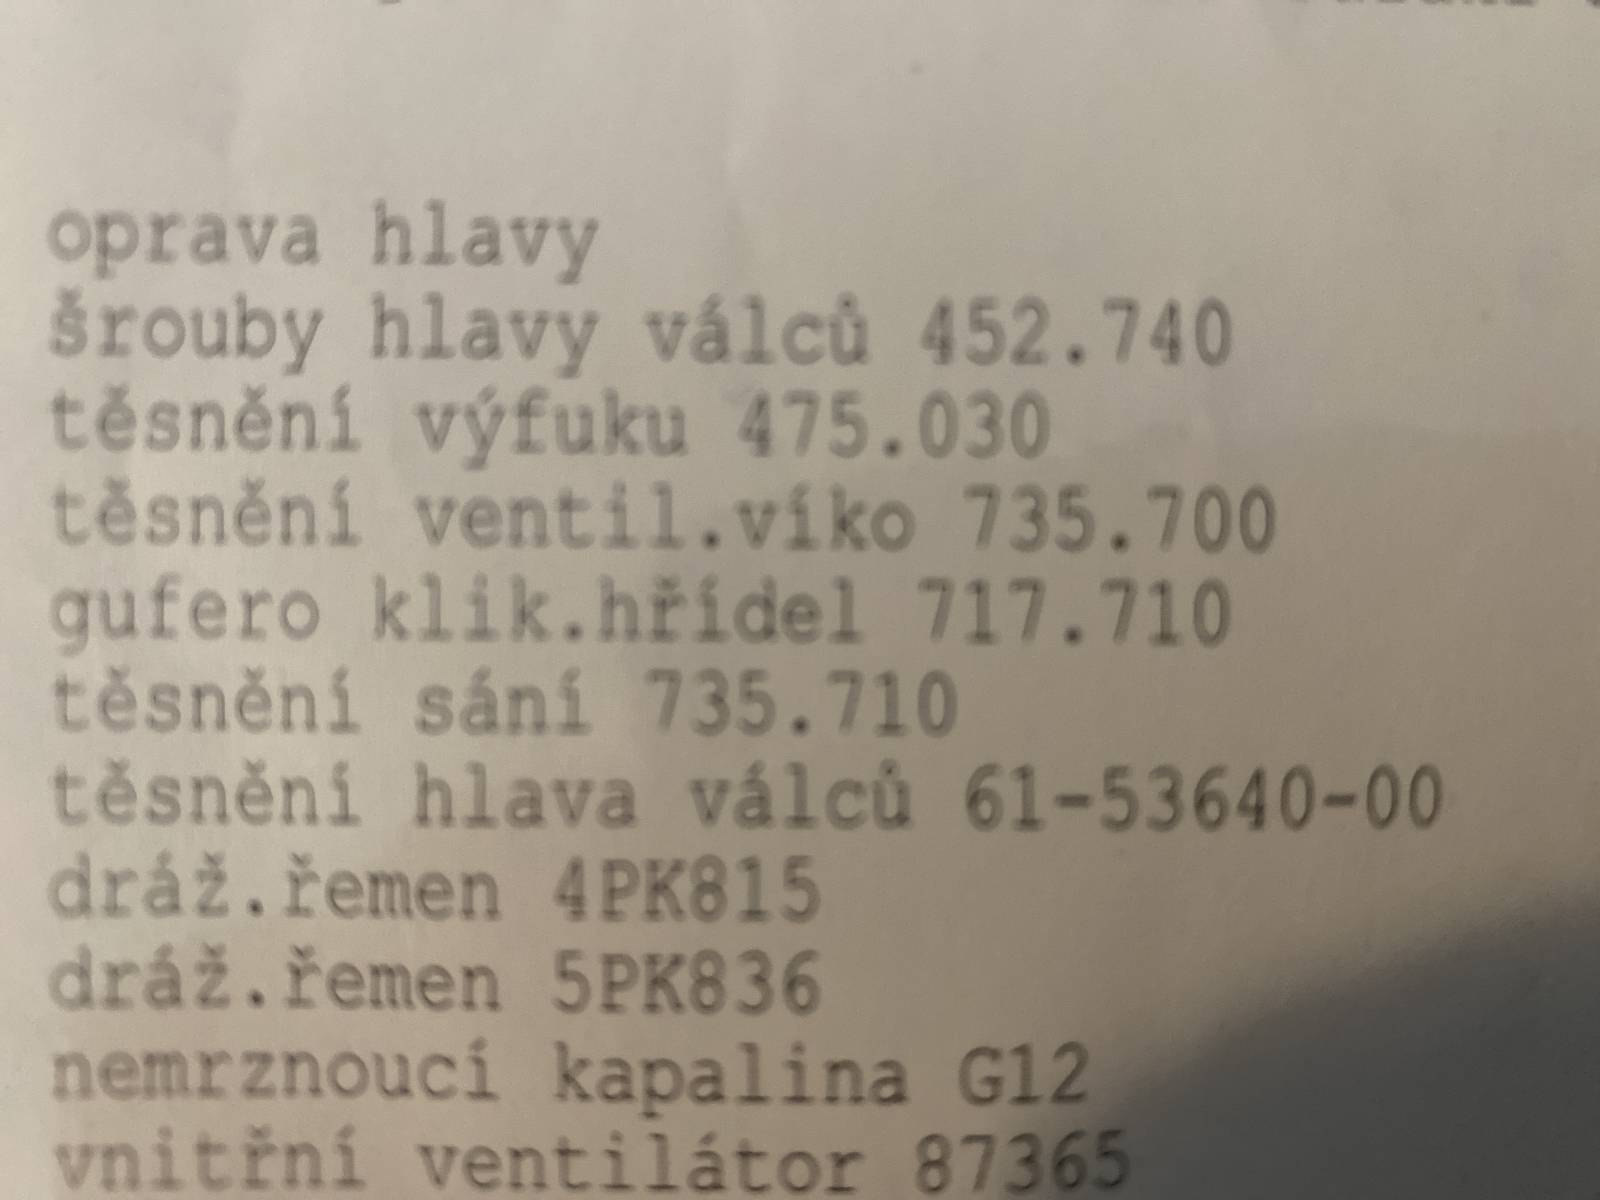 oprava hlavy
šrouby hlavy válců 452.740
těsnění výfuku 475.030
těsnění ventil.víko 735.700
gufero klik.hřídel 717.710
těsnění sání 735.710
těsnění hlava válců 61-53640-00
dráž.řemen 4PK815
dráž.řemen 5PK836
nemrznoucí kapalina G12
vnitřní ventilátor 87365